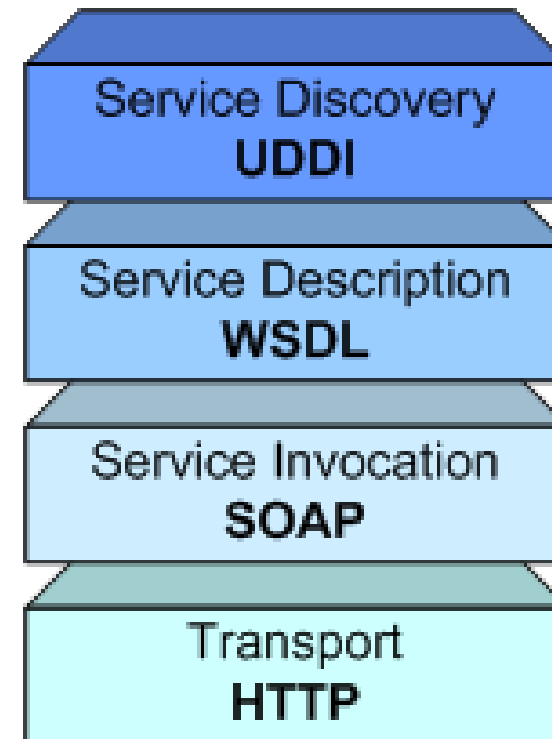 Service Discovery
UDDI
Service Description
WSDL
Service Invocation
SOAP
Transport
HTTP